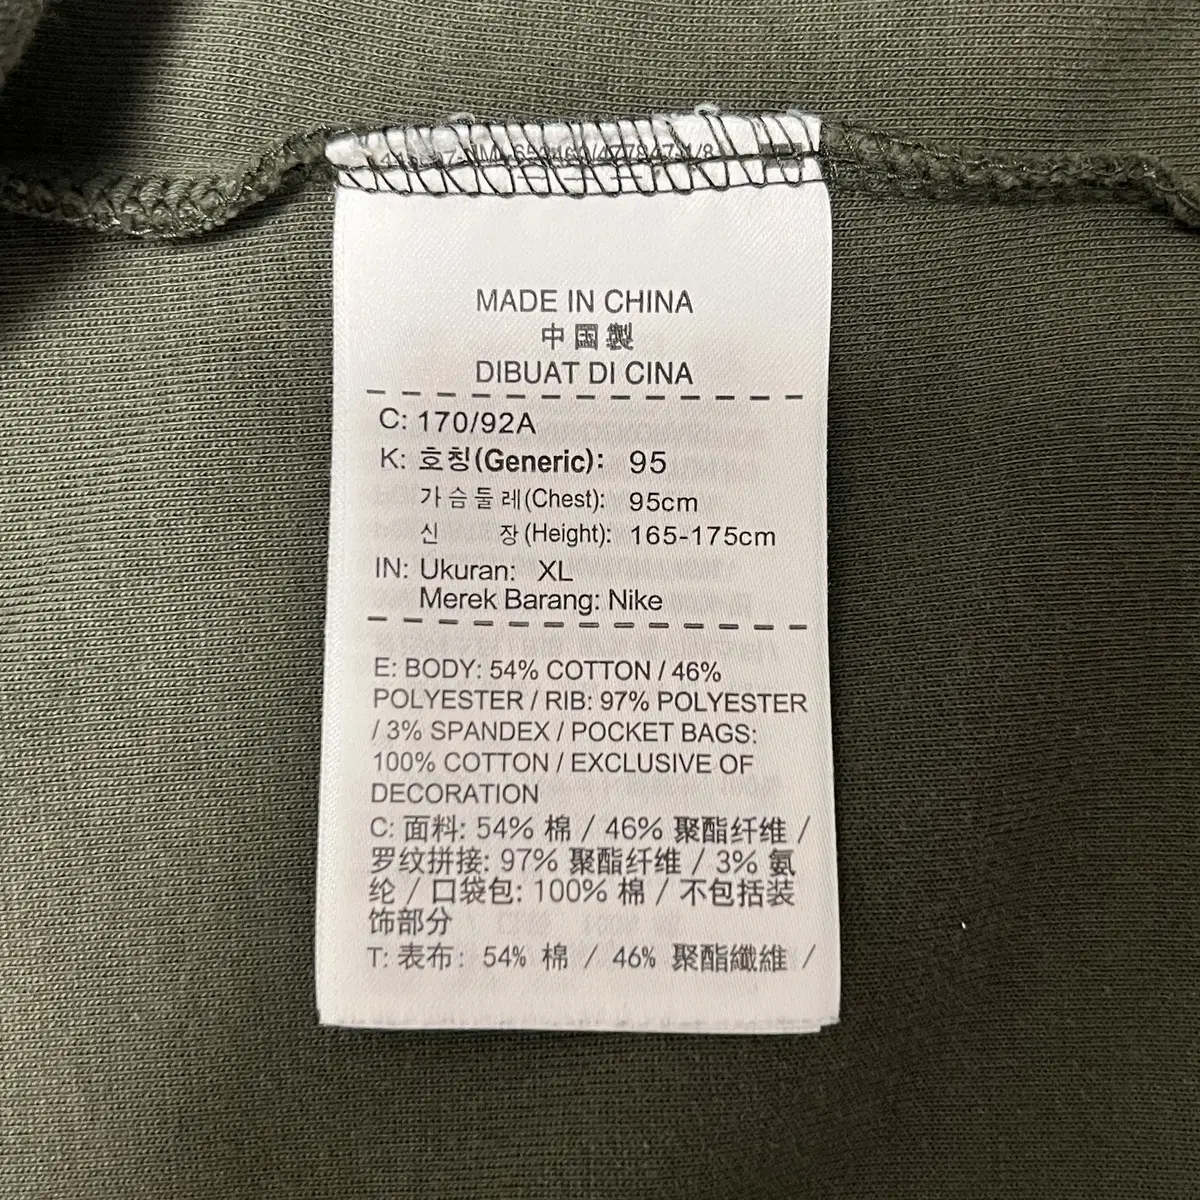 MADE IN CHINA
中国製
DIBUAT DI CINA
C: 170/92A
K: 호칭(Generic): 95
가슴둘레(Chest): 95cm
신 장(Height): 165-175cm
IN: Ukuran: XL
Merek Barang: Nike
E: BODY: 54% COTTON / 46%
POLYESTER / RIB: 97% POLYESTER
/ 3% SPANDEX / POCKET BAGS:
100% COTTON / EXCLUSIVE OF
DECORATION
C: 面料: 54% 棉 / 46% 聚酯纤维 /
罗纹拼接: 97% 聚酯纤维 / 3% 氨
纶 / 口袋包: 100% 棉 / 不包括装
饰部分
T: 表布: 54% 棉 / 46% 聚酯纖維 /